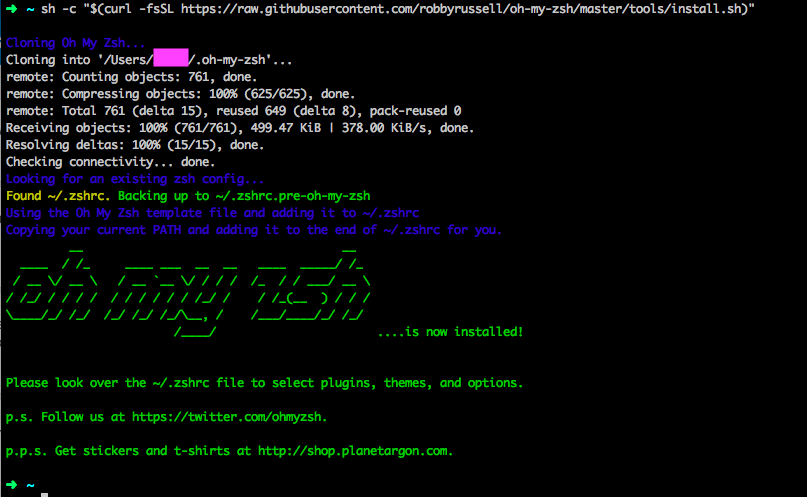 ➜ ~ sh -c "$(curl -fsSL https://raw.githubusercontent.com/robbyrussell/oh-my-zsh/master/tools/install.sh)"
Cloning Oh My Zsh...
Cloning into '/Users/ /.oh-my-zsh'...
remote: Counting objects: 761, done.
remote: Compressing objects: 100% (625/625), done.
remote: Total 761 (delta 15), reused 649 (delta 8), pack-reused 0
Receiving objects: 100% (761/761), 499.47 KiB | 378.00 KiB/s, done.
Resolving deltas: 100% (15/15), done.
Checking connectivity... done.
Looking for an existing zsh config...
Found ~/.zshrc. Backing up to ~/.zshrc.pre-oh-my-zsh
Using the Oh My Zsh template file and adding it to ~/.zshrc
Copying your current PATH and adding it to the end of ~/.zshrc for you.
oh my zsh
....is now installed!
Please look over the ~/.zshrc file to select plugins, themes, and options.
p.s. Follow us at https://twitter.com/ohmyzsh.
p.p.s. Get stickers and t-shirts at http://shop.planetargon.com.
➜ ~